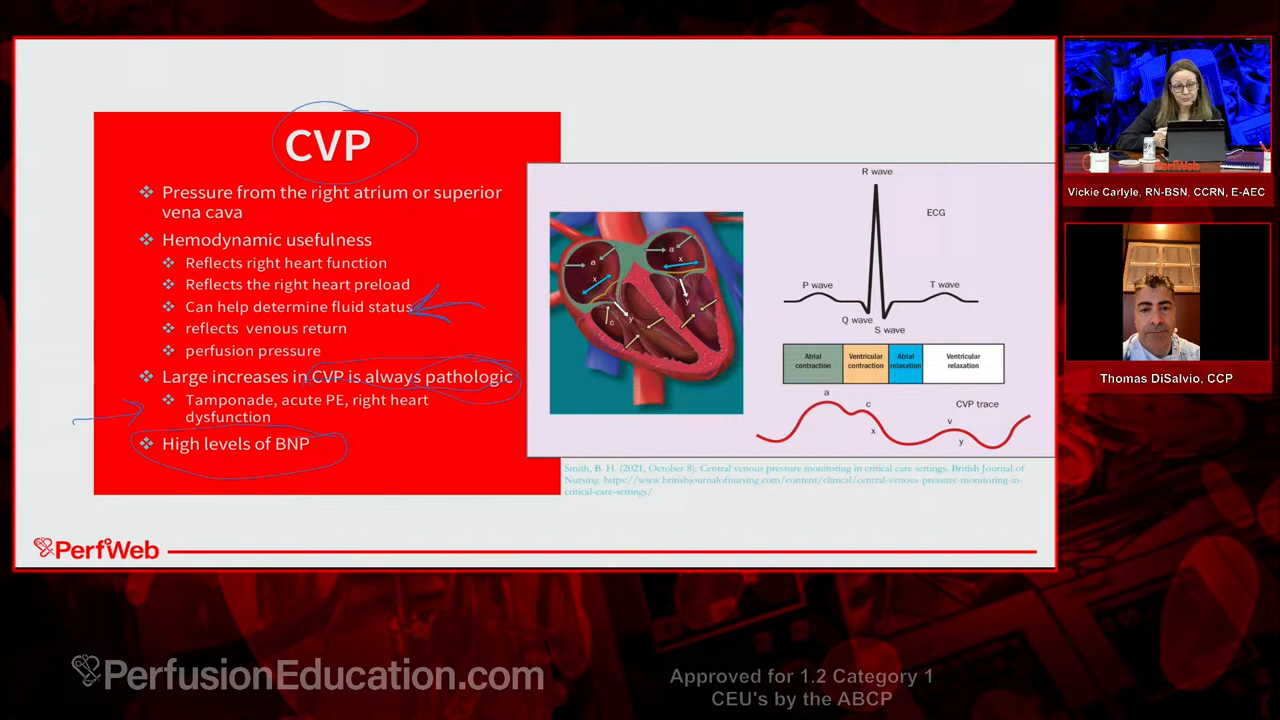 CVP
❖ Pressure from the right atrium or superior
vena cava
❖ Hemodynamic usefulness
❖ Reflects right heart function
❖ Reflects the right heart preload
❖ Can help determine fluid status
❖ reflects venous return
❖ perfusion pressure
❖ Large increases in CVP is always pathologic
❖ Tamponade, acute PE, right heart
dysfunction
❖ High levels of BNP
a
a
x
x
y
y
c
R wave
ECG
P wave
T wave
Q wave
S wave
Atrial
contraction
Ventricular
contraction
Atrial
relaxation
Ventricular
relaxation
a
c
CVP trace
v
x
y
Smith, B. H. (2021, October 8). Central venous pressure monitoring in critical care settings. British Journal of
Nursing. https://www.britishjournalofnursing.com/content/clinical/central-venous-pressure-monitoring-in-
critical-care-settings/
PerfWeb
PerfWeb
Vickie Carlyle, RN-BSN, CCRN, E-AEC
Thomas DiSalvio, CCP
PerfusionEducation.com
Approved for 1.2 Category 1
CEU's by the ABCP